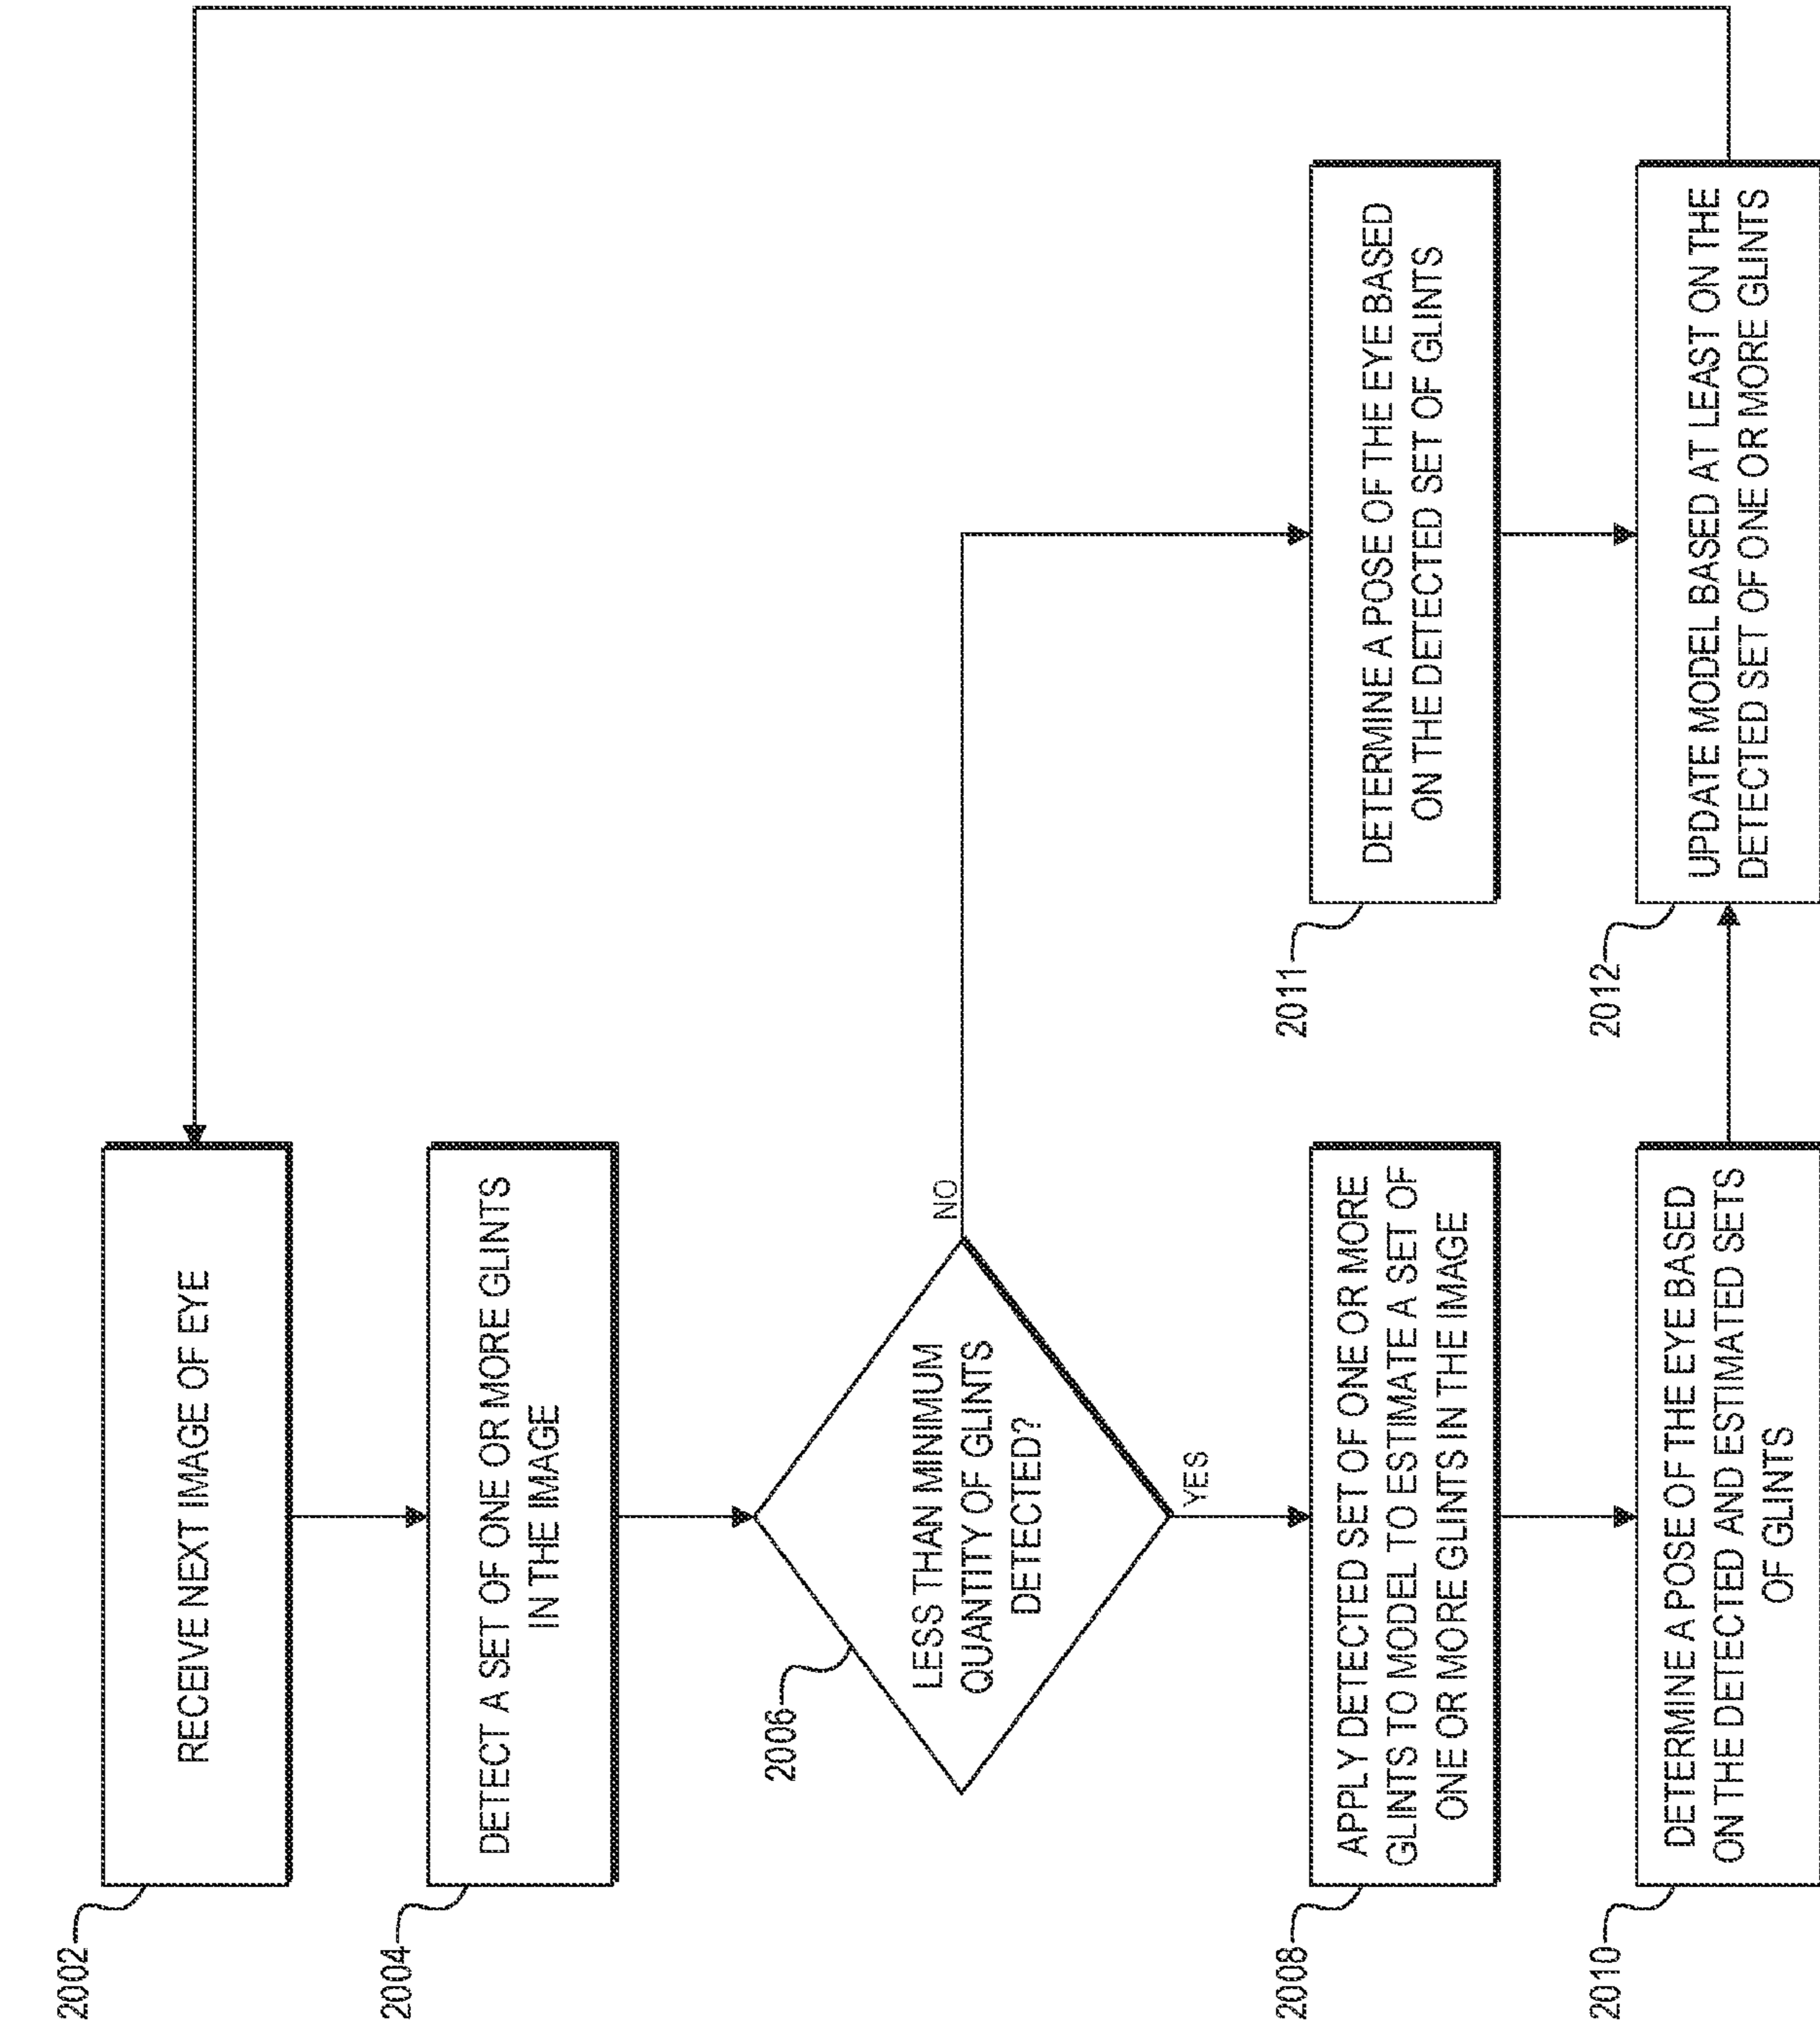 2002
RECEIVE NEXT IMAGE OF EYE
2004
DETECT A SET OF ONE OR MORE GLINTS
IN THE IMAGE
2006
LESS THAN MINIMUM
QUANTITY OF GLINTS
DETECTED?
NO
YES
2008
APPLY DETECTED SET OF ONE OR MORE
GLINTS TO MODEL TO ESTIMATE A SET OF
ONE OR MORE GLINTS IN THE IMAGE
2011
DETERMINE A POSE OF THE EYE BASED
ON THE DETECTED SET OF GLINTS
2010
DETERMINE A POSE OF THE EYE BASED
ON THE DETECTED AND ESTIMATED SETS
OF GLINTS
2012
UPDATE MODEL BASED AT LEAST ON THE
DETECTED SET OF ONE OR MORE GLINTS